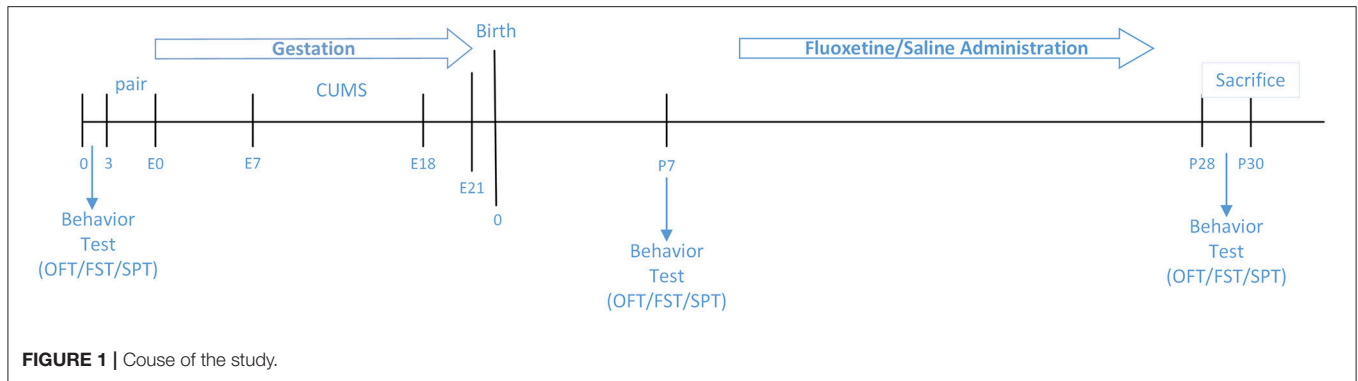 Birth
Gestation
Fluoxetine/Saline Administration
pair
CUMS
Sacrifice
0 3 E0 E7 E18 P7 P28 P30
E21
0
Behavior
Test
(OFT/FST/SPT)
Behavior
Test
(OFT/FST/SPT)
Behavior
Test
(OFT/FST/SPT)
FIGURE 1 | Couse of the study.